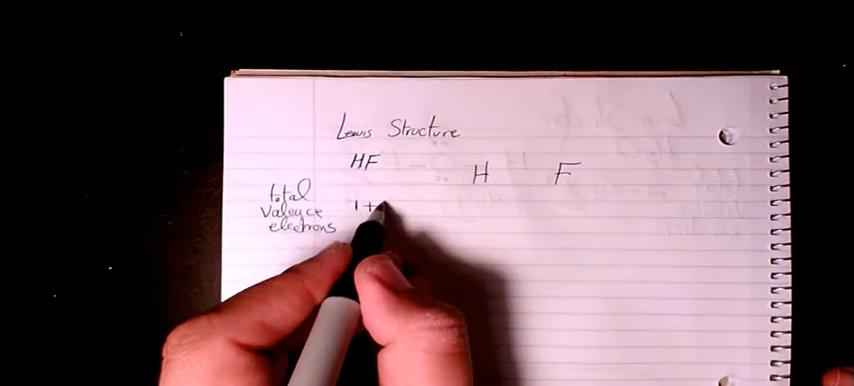 Lewis Structure
HF
H F
total
valence
electrons
1 +